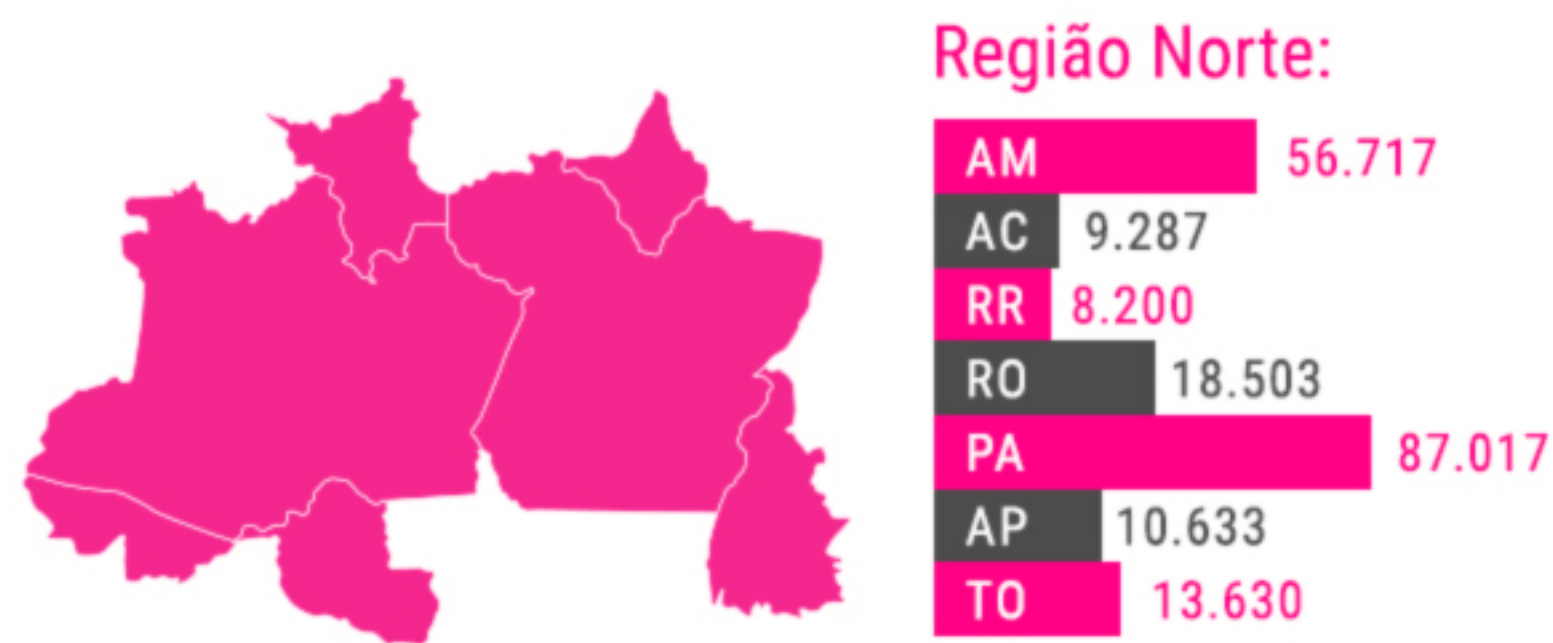 Região Norte:
AM 56.717
AC 9.287
RR 8.200
RO 18.503
PA 87.017
AP 10.633
TO 13.630